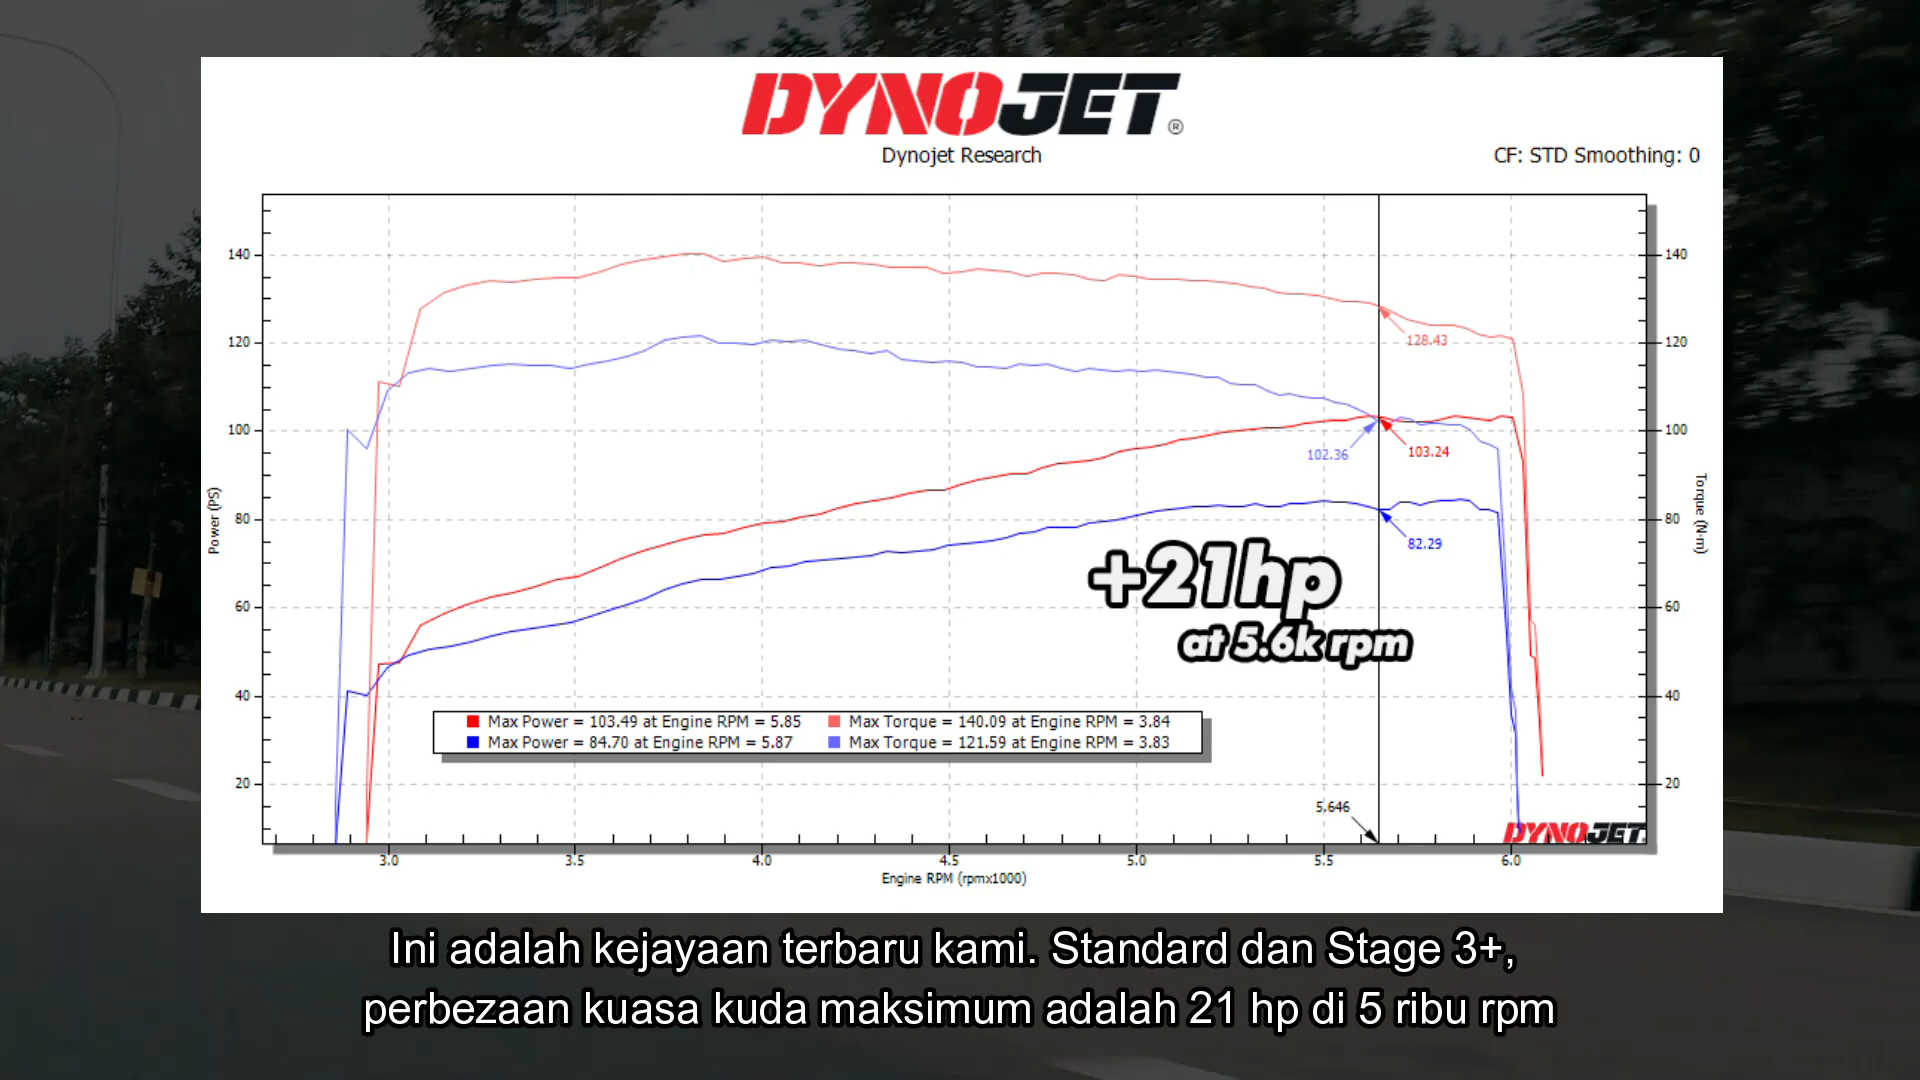 DYNOJET®
Dynojet Research
CF: STD Smoothing: 0
140
120
100
80
60
40
20
Power (PS)
140
120
100
80
60
40
20
Torque (N·m)
128.43
102.36
103.24
82.29
+21hp
at 5.6k rpm
Max Power = 103.49 at Engine RPM = 5.85
Max Torque = 140.09 at Engine RPM = 3.84
Max Power = 84.70 at Engine RPM = 5.87
Max Torque = 121.59 at Engine RPM = 3.83
5.646
DYNOJET
3.0 3.5 4.0 4.5 5.0 5.5 6.0
Engine RPM (rpmx1000)
Ini adalah kejayaan terbaru kami. Standard dan Stage 3+,
perbezaan kuasa kuda maksimum adalah 21 hp di 5 ribu rpm